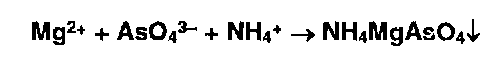 Mg²⁺ + AsO₄³⁻ + NH₄⁺ → NH₄MgAsO₄↓